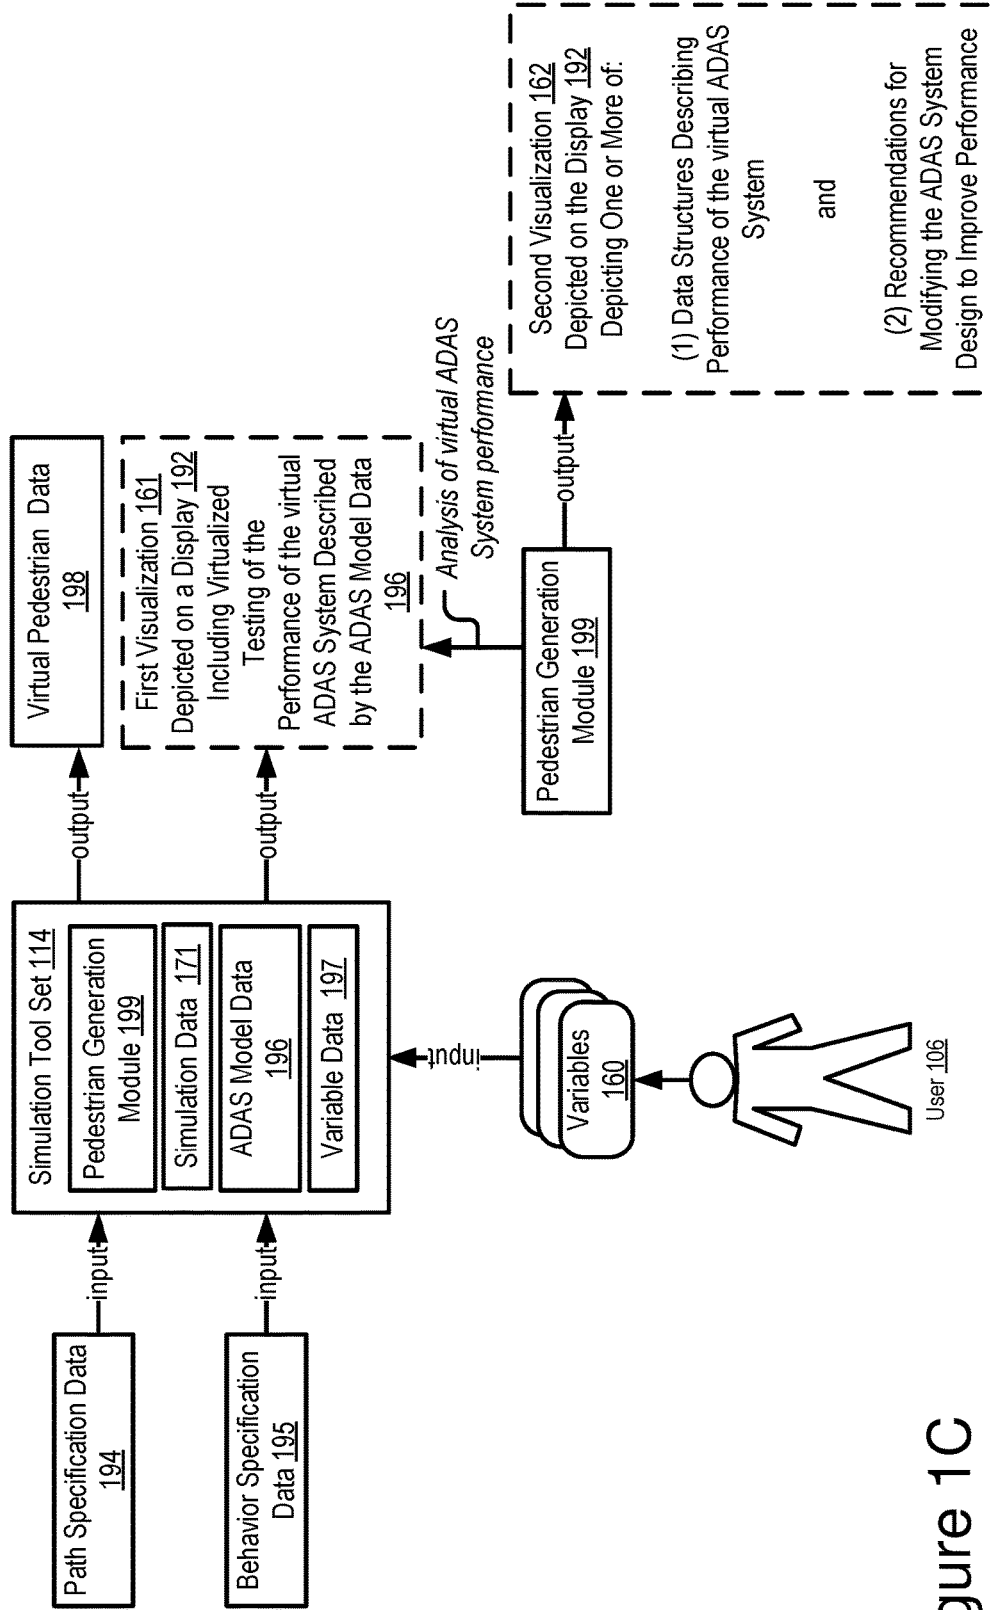 Path Specification Data
194
Behavior Specification
Data 195
input
input
Simulation Tool Set 114
Pedestrian Generation
Module 199
Simulation Data 171
ADAS Model Data
196
Variable Data 197
input
Variables
160
User 106
output
output
Virtual Pedestrian Data
198
First Visualization 161
Depicted on a Display 192
Including Virtualized
Testing of the
Performance of the virtual
ADAS System Described
by the ADAS Model Data
196
Analysis of virtual ADAS
System performance
Pedestrian Generation
Module 199
output
Second Visualization 162
Depicted on the Display 192
Depicting One or More of:
(1) Data Structures Describing
Performance of the virtual ADAS
System
and
(2) Recommendations for
Modifying the ADAS System
Design to Improve Performance
gure 1C